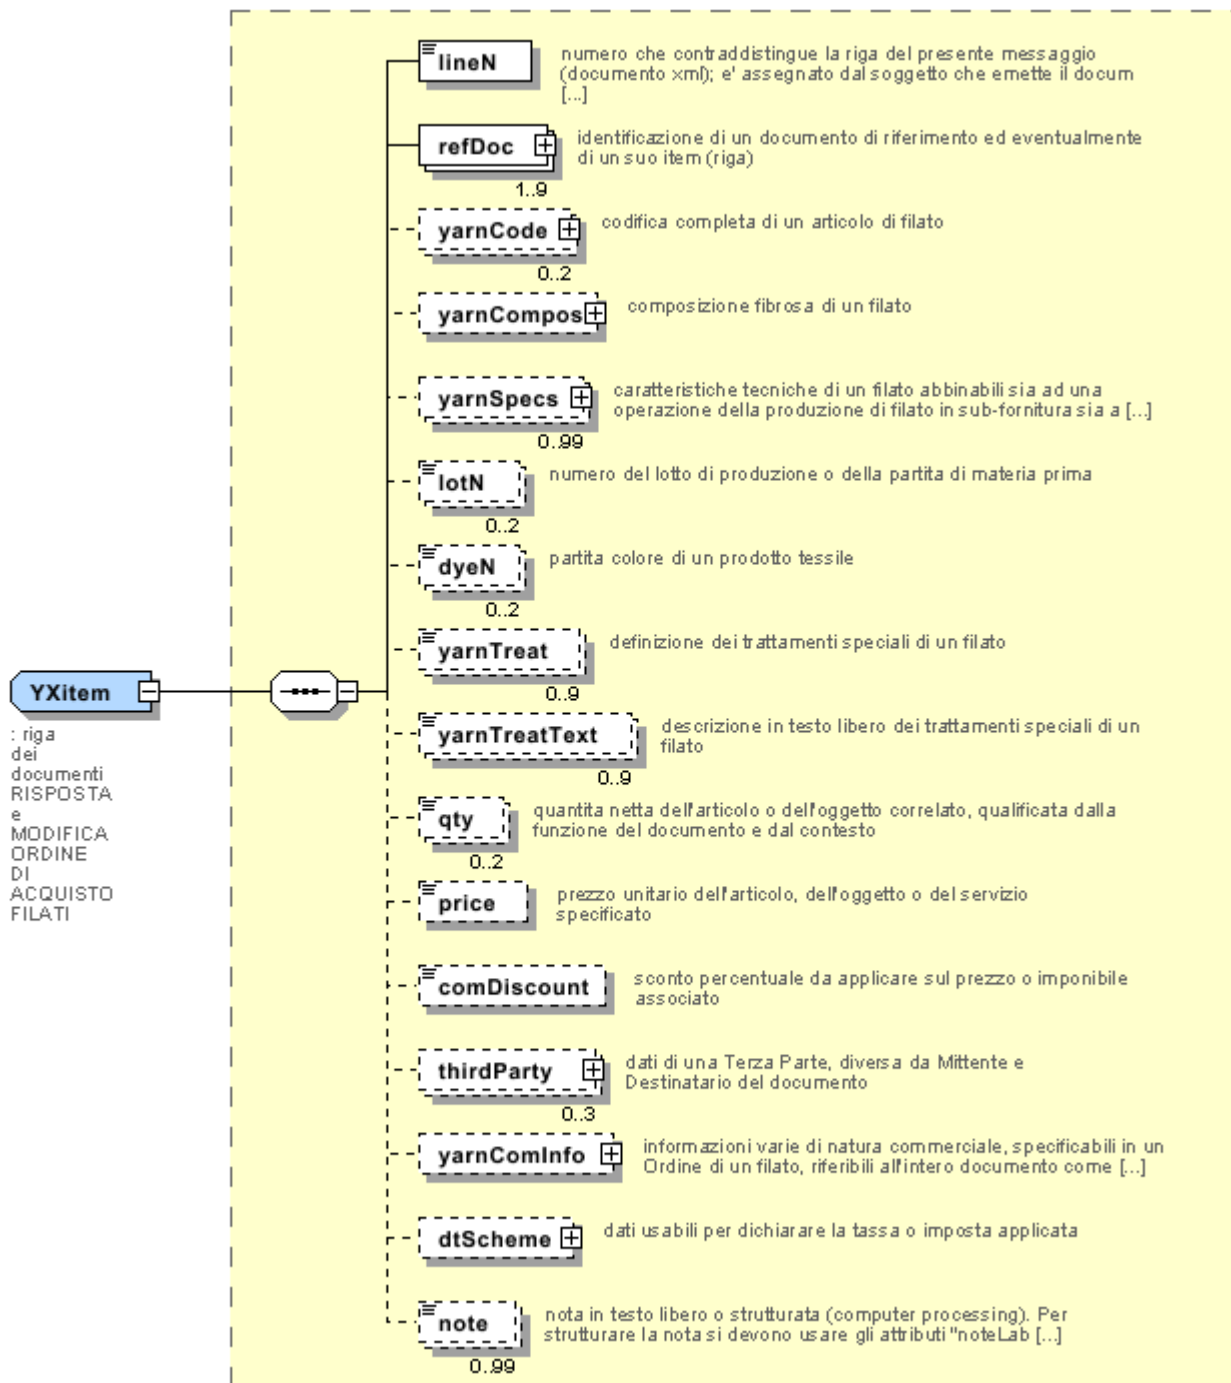 lineN
numero che contraddistingue la riga del presente messaggio
(documento xml); e' assegnato dal soggetto che emette il docum
[...]
refDoc
1..9
identificazione di un documento di riferimento ed eventualmente
di un suo item (riga)
yarnCode
0..2
codifica completa di un articolo di filato
yarnCompos
composizione fibrosa di un filato
yarnSpecs
0..99
caratteristiche tecniche di un filato abbinabili sia ad una
operazione della produzione di filato in sub-fornitura sia a [...]
lotN
0..2
numero del lotto di produzione o della partita di materia prima
dyeN
0..2
partita colore di un prodotto tessile
yarnTreat
0..9
definizione dei trattamenti speciali di un filato
YXitem
: riga
dei
documenti
RISPOSTA
e
MODIFICA
ORDINE
DI
ACQUISTO
FILATI
yarnTreatText
0..9
descrizione in testo libero dei trattamenti speciali di un
filato
qty
0..2
quantita netta dell'articolo o dell'oggetto correlato, qualificata dalla
funzione del documento e dal contesto
price
prezzo unitario dell'articolo, dell'oggetto o del servizio
specificato
comDiscount
sconto percentuale da applicare sul prezzo o imponibile
associato
thirdParty
0..3
dati di una Terza Parte, diversa da Mittente e
Destinatario del documento
yarnComInfo
informazioni varie di natura commerciale, specificabili in un
Ordine di un filato, riferibili all'intero documento come [...]
dtScheme
dati usabili per dichiarare la tassa o imposta applicata
note
0..99
nota in testo libero o strutturata (computer processing). Per
strutturare la nota si devono usare gli attributi "noteLab [...]